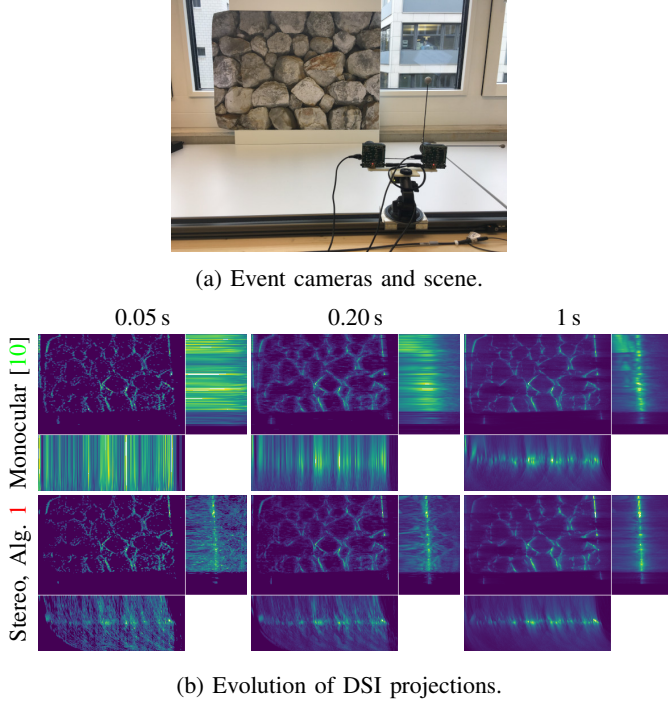 (a) Event cameras and scene.
0.05 s 0.20 s 1 s
Monocular [10]
Stereo, Alg. 1
(b) Evolution of DSI projections.